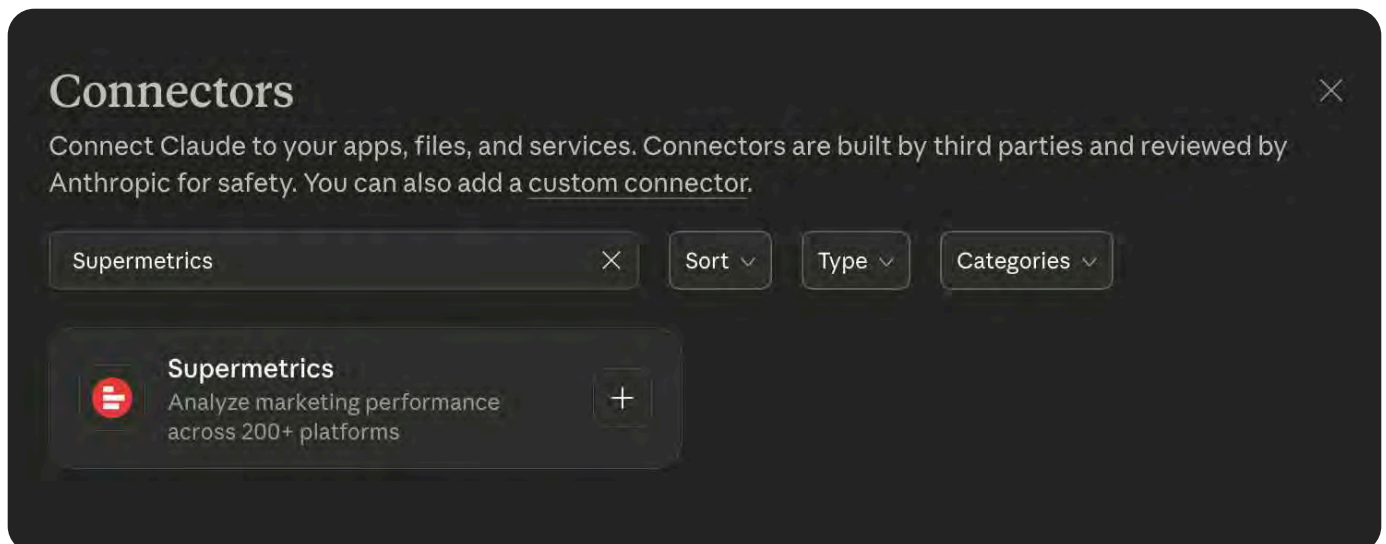 Connectors
Connect Claude to your apps, files, and services. Connectors are built by third parties and reviewed by
Anthropic for safety. You can also add a custom connector.
Supermetrics
Sort
Type
Categories
Supermetrics
Analyze marketing performance
across 200+ platforms